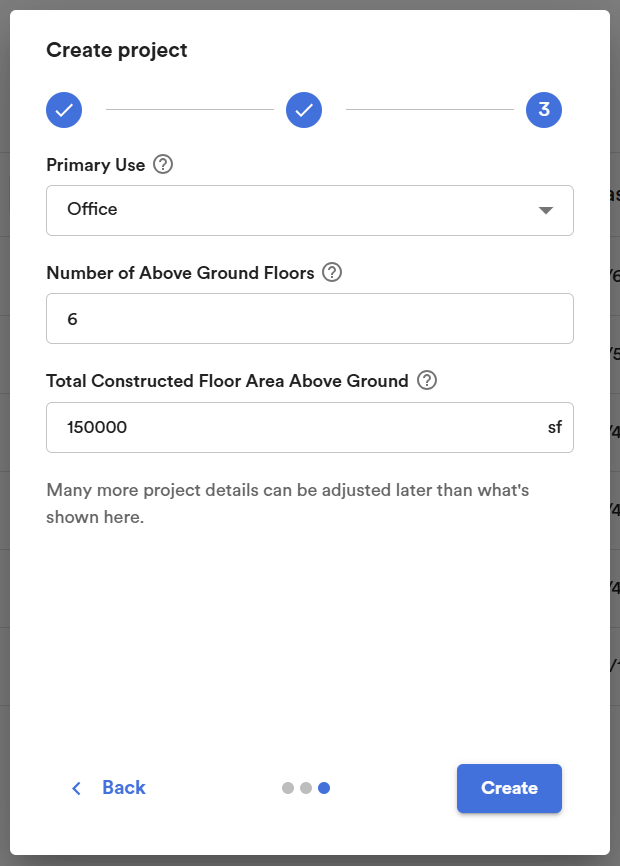 Create project
3
Primary Use
Office
Number of Above Ground Floors
6
Total Constructed Floor Area Above Ground
150000 sf
Many more project details can be adjusted later than what's
shown here.
Back
Create